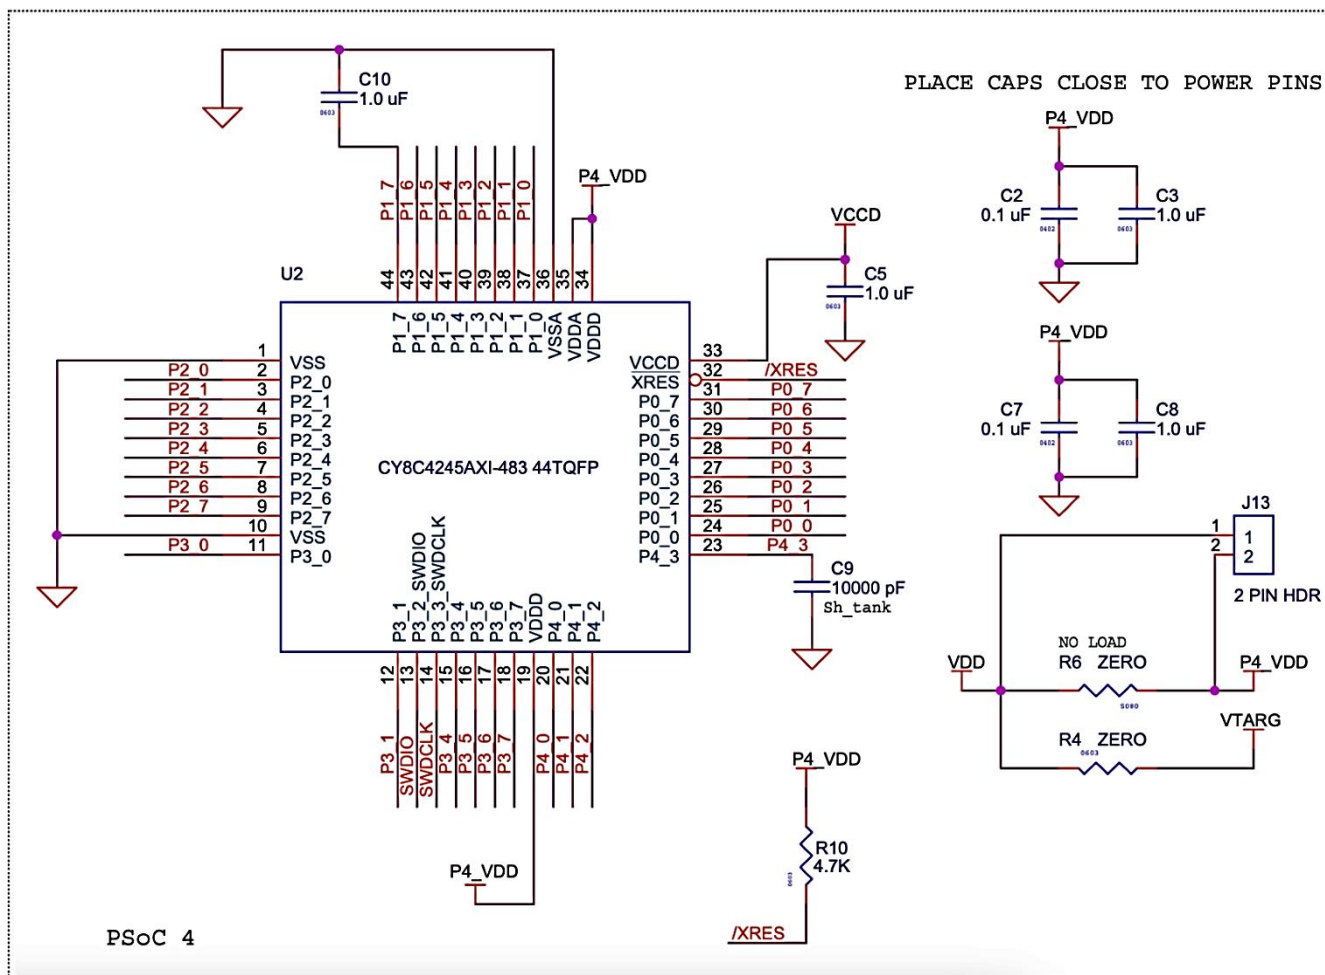 C10
1.0 uF
0603
PLACE CAPS CLOSE TO POWER PINS
P4_VDD
C2
0.1 uF
0402
C3
1.0 uF
0603
P1_7
P1_6
P1_5
P1_4
P1_3
P1_2
P1_1
P1_0
P4_VDD
VCCD
C5
1.0 uF
0603
U2
44
43
42
41
40
39
38
37
36
35
34
P1_7
P1_6
P1_5
P1_4
P1_3
P1_2
P1_1
P1_0
VSSA
VDDA
VDDD
P4_VDD
C7
0.1 uF
0402
C8
1.0 uF
0603
1 VSS
P2_0 2 P2_0
P2_1 3 P2_1
P2_2 4 P2_2
P2_3 5 P2_3
P2_4 6 P2_4
P2_5 7 P2_5
P2_6 8 P2_6
P2_7 9 P2_7
10 VSS
P3_0 11 P3_0
CY8C4245AXI-483 44TQFP
VCCD 33
XRES 32 /XRES
P0_7 31 P0_7
P0_6 30 P0_6
P0_5 29 P0_5
P0_4 28 P0_4
P0_3 27 P0_3
P0_2 26 P0_2
P0_1 25 P0_1
P0_0 24 P0_0
P4_3 23 P4_3
C9
10000 pF
Sh_tank
P3_1
P3_2_SWDIO
P3_3_SWDCLK
P3_4
P3_5
P3_6
P3_7
VDDD
P4_0
P4_1
P4_2
12
13
14
15
16
17
18
19
20
21
22
P3_1
SWDIO
SWDCLK
P3_4
P3_5
P3_6
P3_7
P4_0
P4_1
P4_2
J13
1 1
2 2
2 PIN HDR
NO LOAD
R6 ZERO
VDD
P4_VDD
VTARG
R4 ZERO
0603
P4_VDD
R10
4.7K
0603
/XRES
P4_VDD
PSoC 4